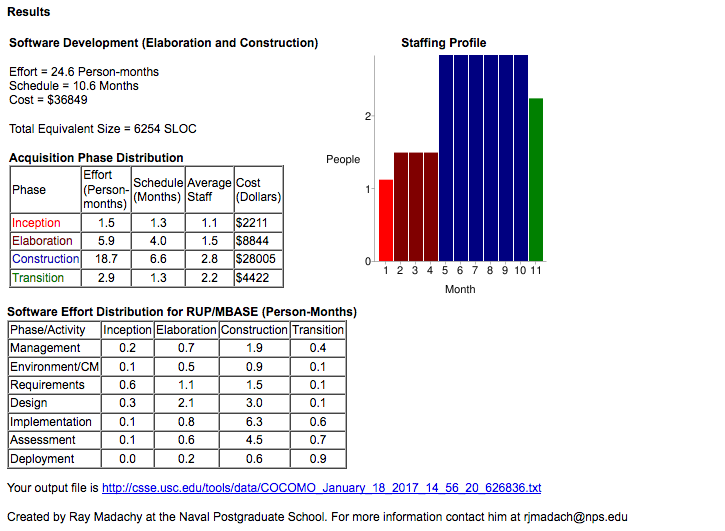 Results
Software Development (Elaboration and Construction)
Effort = 24.6 Person-months
Schedule = 10.6 Months
Cost = $36849
Total Equivalent Size = 6254 SLOC
Acquisition Phase Distribution
Phase Effort (Person-months) Schedule (Months) Average Staff Cost (Dollars)
Inception 1.5 1.3 1.1 $2211
Elaboration 5.9 4.0 1.5 $8844
Construction 18.7 6.6 2.8 $28005
Transition 2.9 1.3 2.2 $4422
Staffing Profile
People
2
1
0
1 2 3 4 5 6 7 8 9 10 11
Month
Software Effort Distribution for RUP/MBASE (Person-Months)
Phase/Activity Inception Elaboration Construction Transition
Management 0.2 0.7 1.9 0.4
Environment/CM 0.1 0.5 0.9 0.1
Requirements 0.6 1.1 1.5 0.1
Design 0.3 2.1 3.0 0.1
Implementation 0.1 0.8 6.3 0.6
Assessment 0.1 0.6 4.5 0.7
Deployment 0.0 0.2 0.6 0.9
Your output file is http://csse.usc.edu/tools/data/COCOMO_January_18_2017_14_56_20_626836.txt
Created by Ray Madachy at the Naval Postgraduate School. For more information contact him at rjmadach@nps.edu